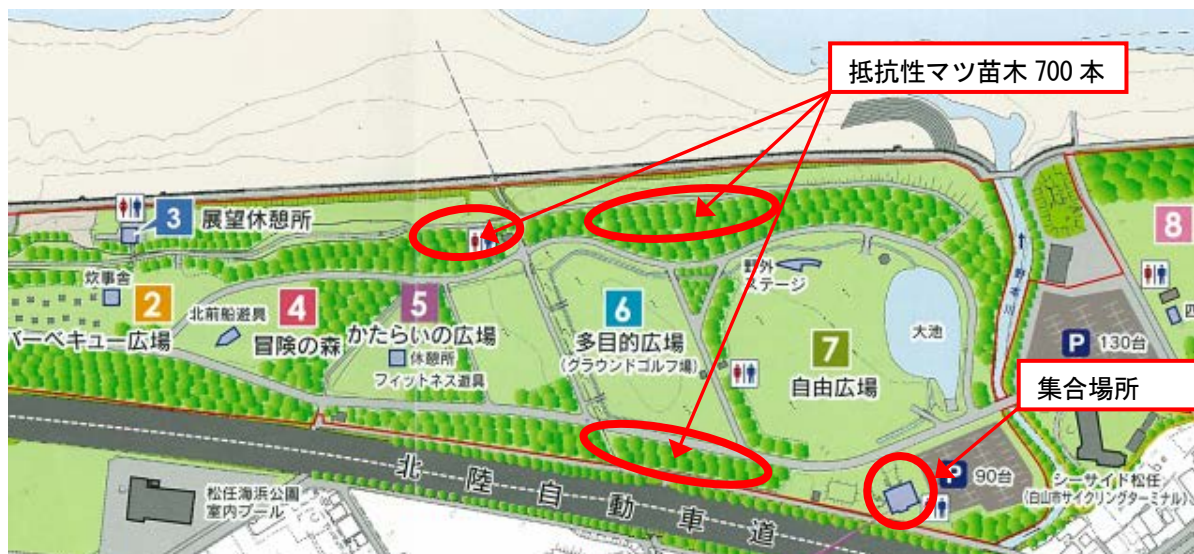 抵抗性マツ苗木 700 本
3
展望休憩所
炊事舎
2
バーベキュー広場
北前船遊具
4
冒険の森
5
かたらいの広場
休憩所
フィットネス遊具
6
多目的広場
(グラウンドゴルフ場)
野外
ステージ
7
自由広場
大池
野本川
8
P 130台
四
集合場所
P 90台
シーサイド松任
(白山市サイクリングターミナル)
松任海浜公園
室内プール
北陸自動車道